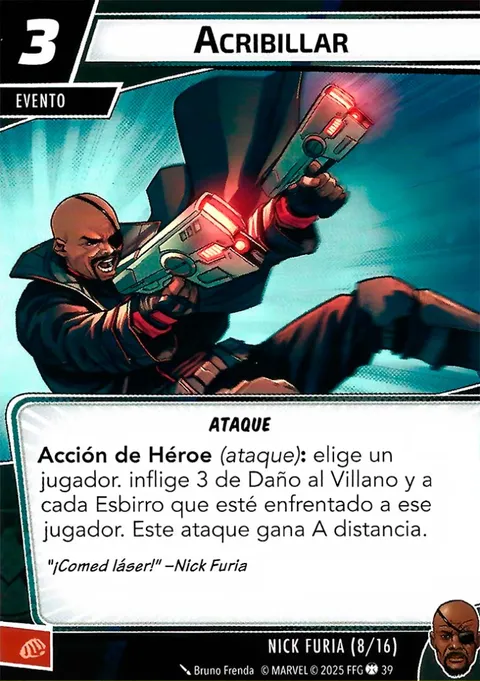 3
ACRIBILLAR
EVENTO
ATAQUE
Acción de Héroe (ataque): elige un
jugador. inflige 3 de Daño al Villano y a
cada Esbirro que esté enfrentado a ese
jugador. Este ataque gana A distancia.
"¡Comed láser!" –Nick Furia
NICK FURIA (8/16)
Bruno Frenda © MARVEL © 2025 FFG 39